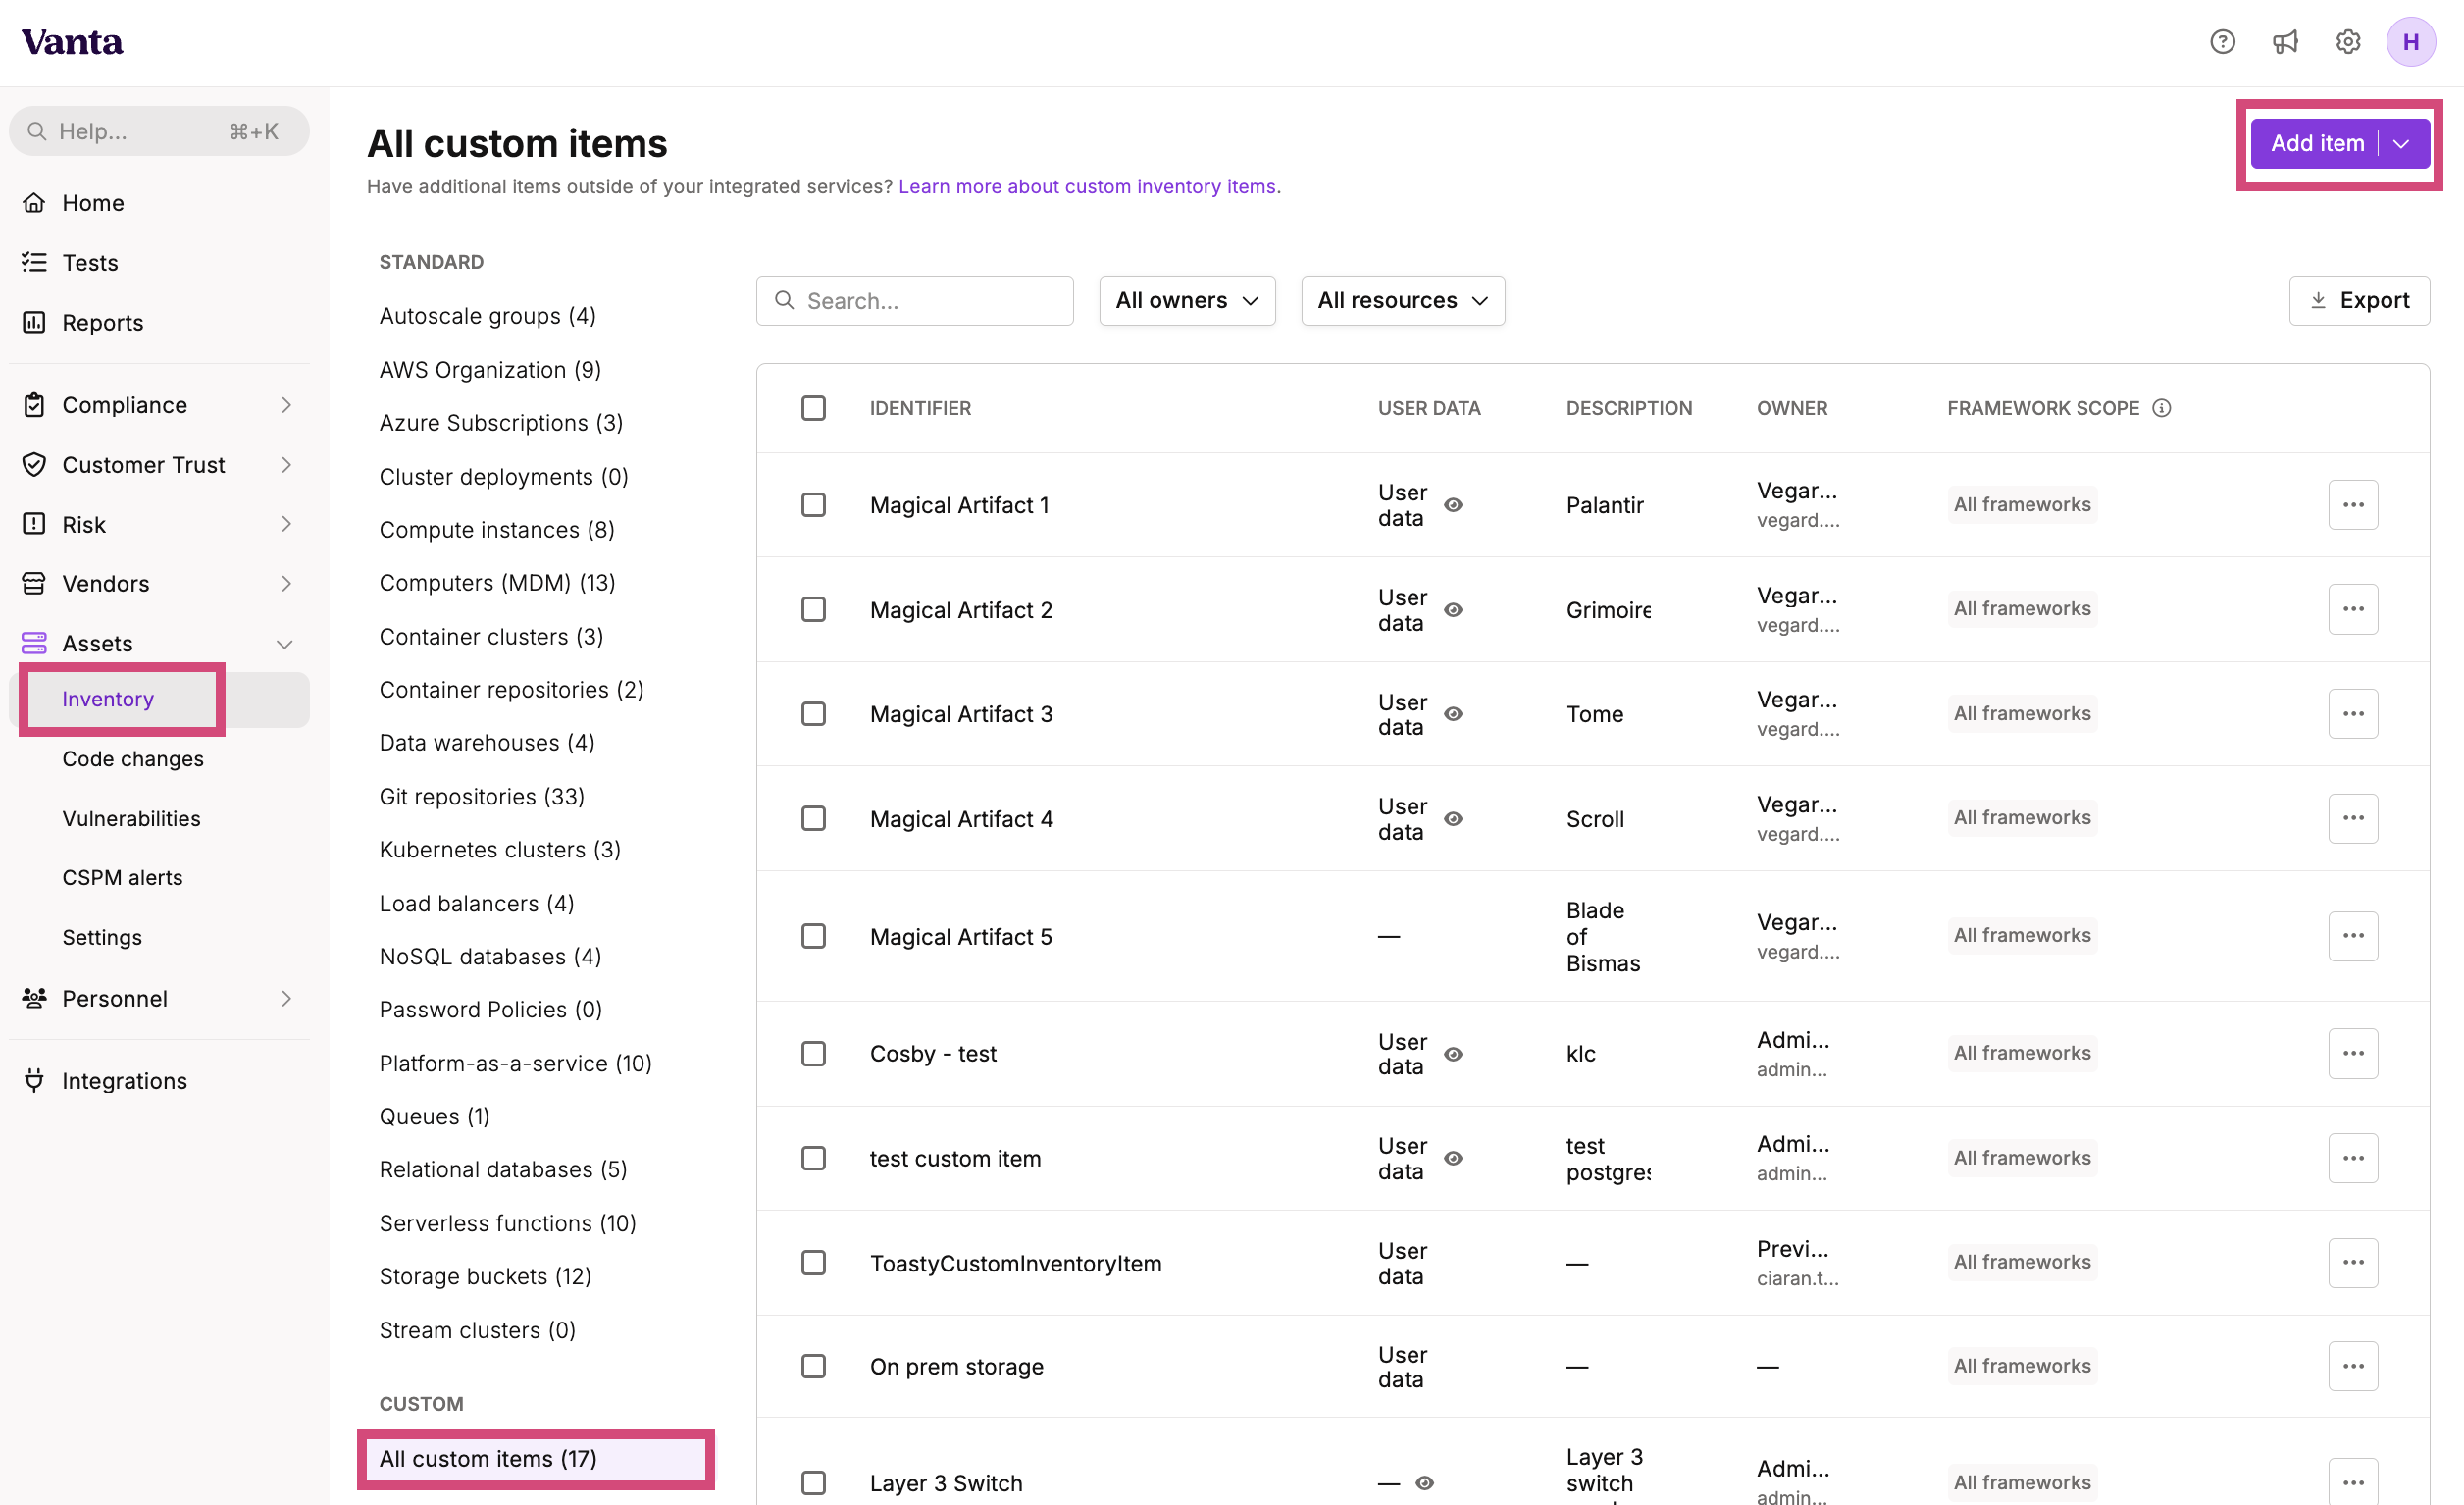 Vanta
H
Help... ⌘+K
Home
Tests
Reports
Compliance
Customer Trust
Risk
Vendors
Assets
Inventory
Code changes
Vulnerabilities
CSPM alerts
Settings
Personnel
Integrations
All custom items
Have additional items outside of your integrated services? Learn more about custom inventory items.
Add item
STANDARD
Autoscale groups (4)
AWS Organization (9)
Azure Subscriptions (3)
Cluster deployments (0)
Compute instances (8)
Computers (MDM) (13)
Container clusters (3)
Container repositories (2)
Data warehouses (4)
Git repositories (33)
Kubernetes clusters (3)
Load balancers (4)
NoSQL databases (4)
Password Policies (0)
Platform-as-a-service (10)
Queues (1)
Relational databases (5)
Serverless functions (10)
Storage buckets (12)
Stream clusters (0)
CUSTOM
All custom items (17)
Search... All owners All resources Export
IDENTIFIER USER DATA DESCRIPTION OWNER FRAMEWORK SCOPE
Magical Artifact 1 User data Palantir Vegar... vegard.... All frameworks
Magical Artifact 2 User data Grimoire Vegar... vegard.... All frameworks
Magical Artifact 3 User data Tome Vegar... vegard.... All frameworks
Magical Artifact 4 User data Scroll Vegar... vegard.... All frameworks
Magical Artifact 5 — Blade of Bismas Vegar... vegard.... All frameworks
Cosby - test User data klc Admi... admin... All frameworks
test custom item User data test postgres Admi... admin... All frameworks
ToastyCustomInventoryItem User data — Previ... ciaran.t... All frameworks
On prem storage User data — — All frameworks
Layer 3 Switch — Layer 3 switch Admi... admin... All frameworks